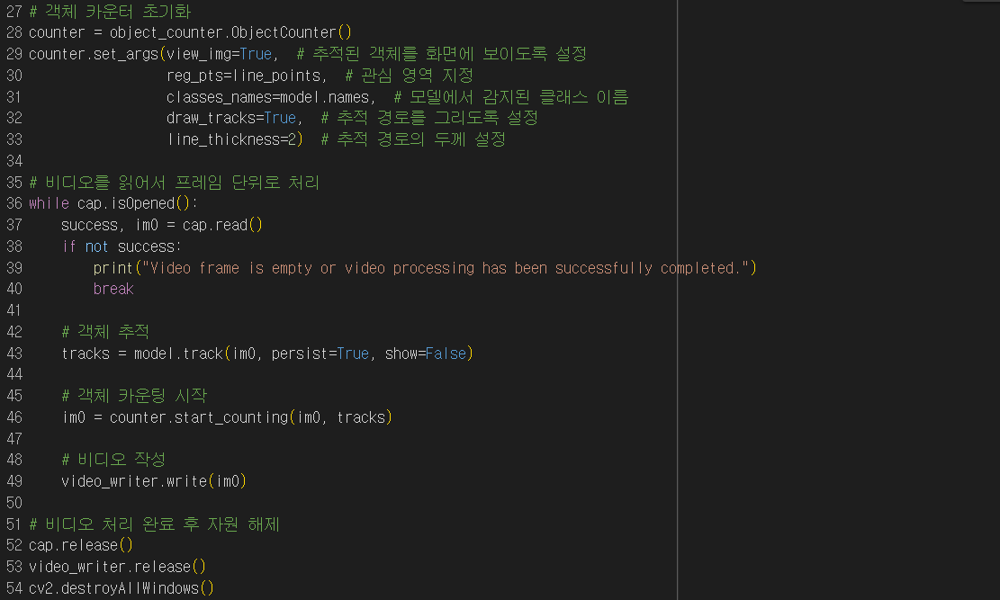 27 # 객체 카운터 초기화
28 counter = object_counter.ObjectCounter()
29 counter.set_args(view_img=True,  # 추적된 객체를 화면에 보이도록 설정
30                  reg_pts=line_points,  # 관심 영역 지정
31                  classes_names=model.names,  # 모델에서 감지된 클래스 이름
32                  draw_tracks=True,  # 추적 경로를 그리도록 설정
33                  line_thickness=2)  # 추적 경로의 두께 설정
34
35 # 비디오를 읽어서 프레임 단위로 처리
36 while cap.isOpened():
37     success, im0 = cap.read()
38     if not success:
39         print("Video frame is empty or video processing has been successfully completed.")
40         break
41
42     # 객체 추적
43     tracks = model.track(im0, persist=True, show=False)
44
45     # 객체 카운팅 시작
46     im0 = counter.start_counting(im0, tracks)
47
48     # 비디오 작성
49     video_writer.write(im0)
50
51 # 비디오 처리 완료 후 자원 해제
52 cap.release()
53 video_writer.release()
54 cv2.destroyAllWindows()